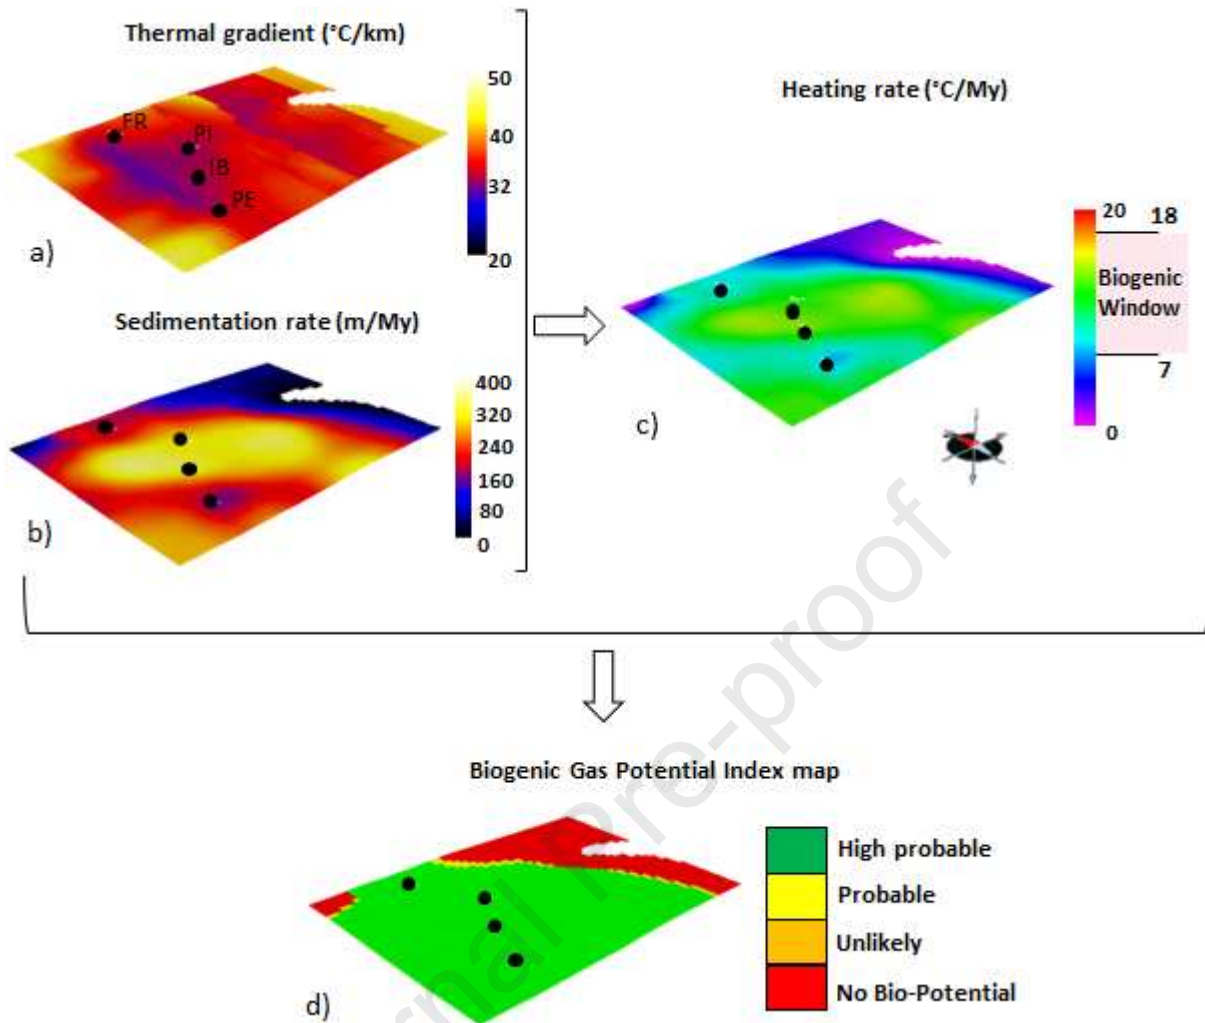 Thermal gradient (°C/km)
50
40
32
20
FR
PI
IB
PE
a)
Sedimentation rate (m/My)
400
320
240
160
80
0
b)
Heating rate (°C/My)
20 18
Biogenic
Window
7
0
c)
Biogenic Gas Potential Index map
High probable
Probable
Unlikely
No Bio-Potential
d)
rnal Pre-proof